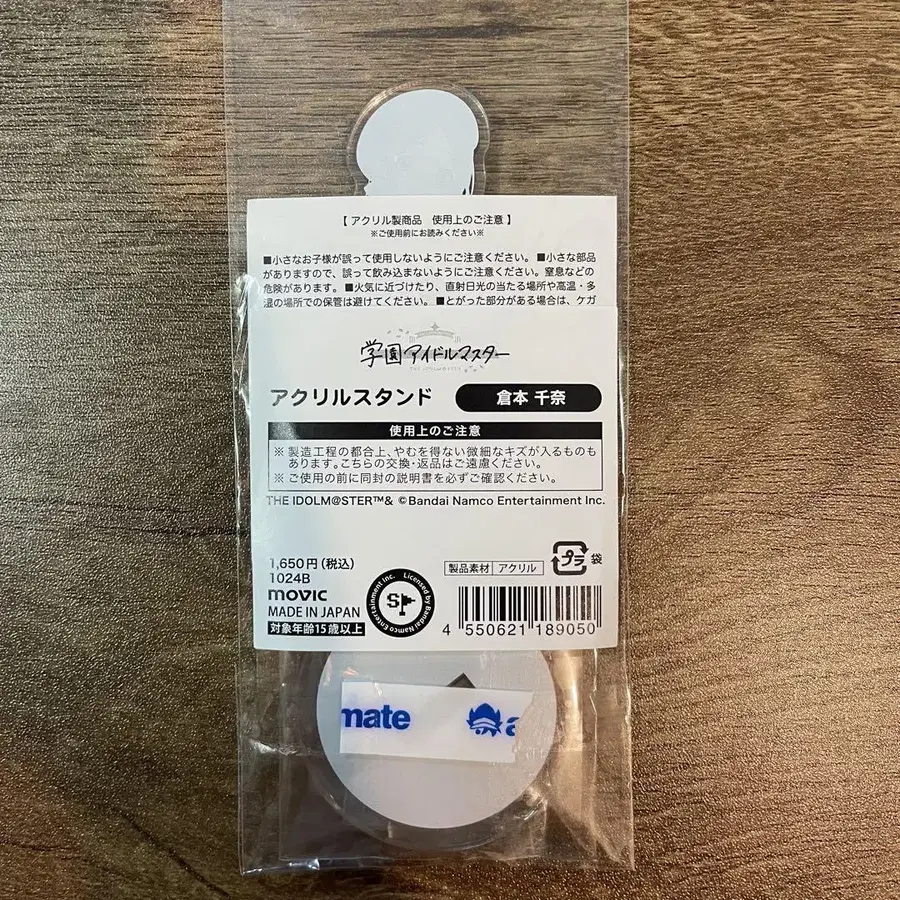 【 アクリル製商品　使用上のご注意 】
※ご使用前にお読みください※
■小さなお子様が誤って使用しないようにご注意ください。 ■小さな部品
がありますので、誤って飲み込まないようにご注意ください。窒息などの
危険があります。 ■火気に近づけたり、直射日光の当たる場所や高温・多
湿の場所での保管は避けてください。 ■とがった部分がある場合は、ケガ
学園アイドルマスター
THE IDOLM@STER
アクリルスタンド　倉本 千奈
使用上のご注意
※ 製造工程の都合上、やむを得ない微細なキズが入るものも
あります。こちらの交換・返品はご遠慮ください。
※ ご使用の前に同封の説明書を必ずご確認ください。
THE IDOLM@STER™& ©Bandai Namco Entertainment Inc.
1,650円（税込）
1024B
movic
MADE IN JAPAN
対象年齢15歳以上
Licensed by Bandai Namco Entertainment Inc.
製品素材 アクリル
プラ 袋
4 550621 189050
mate a